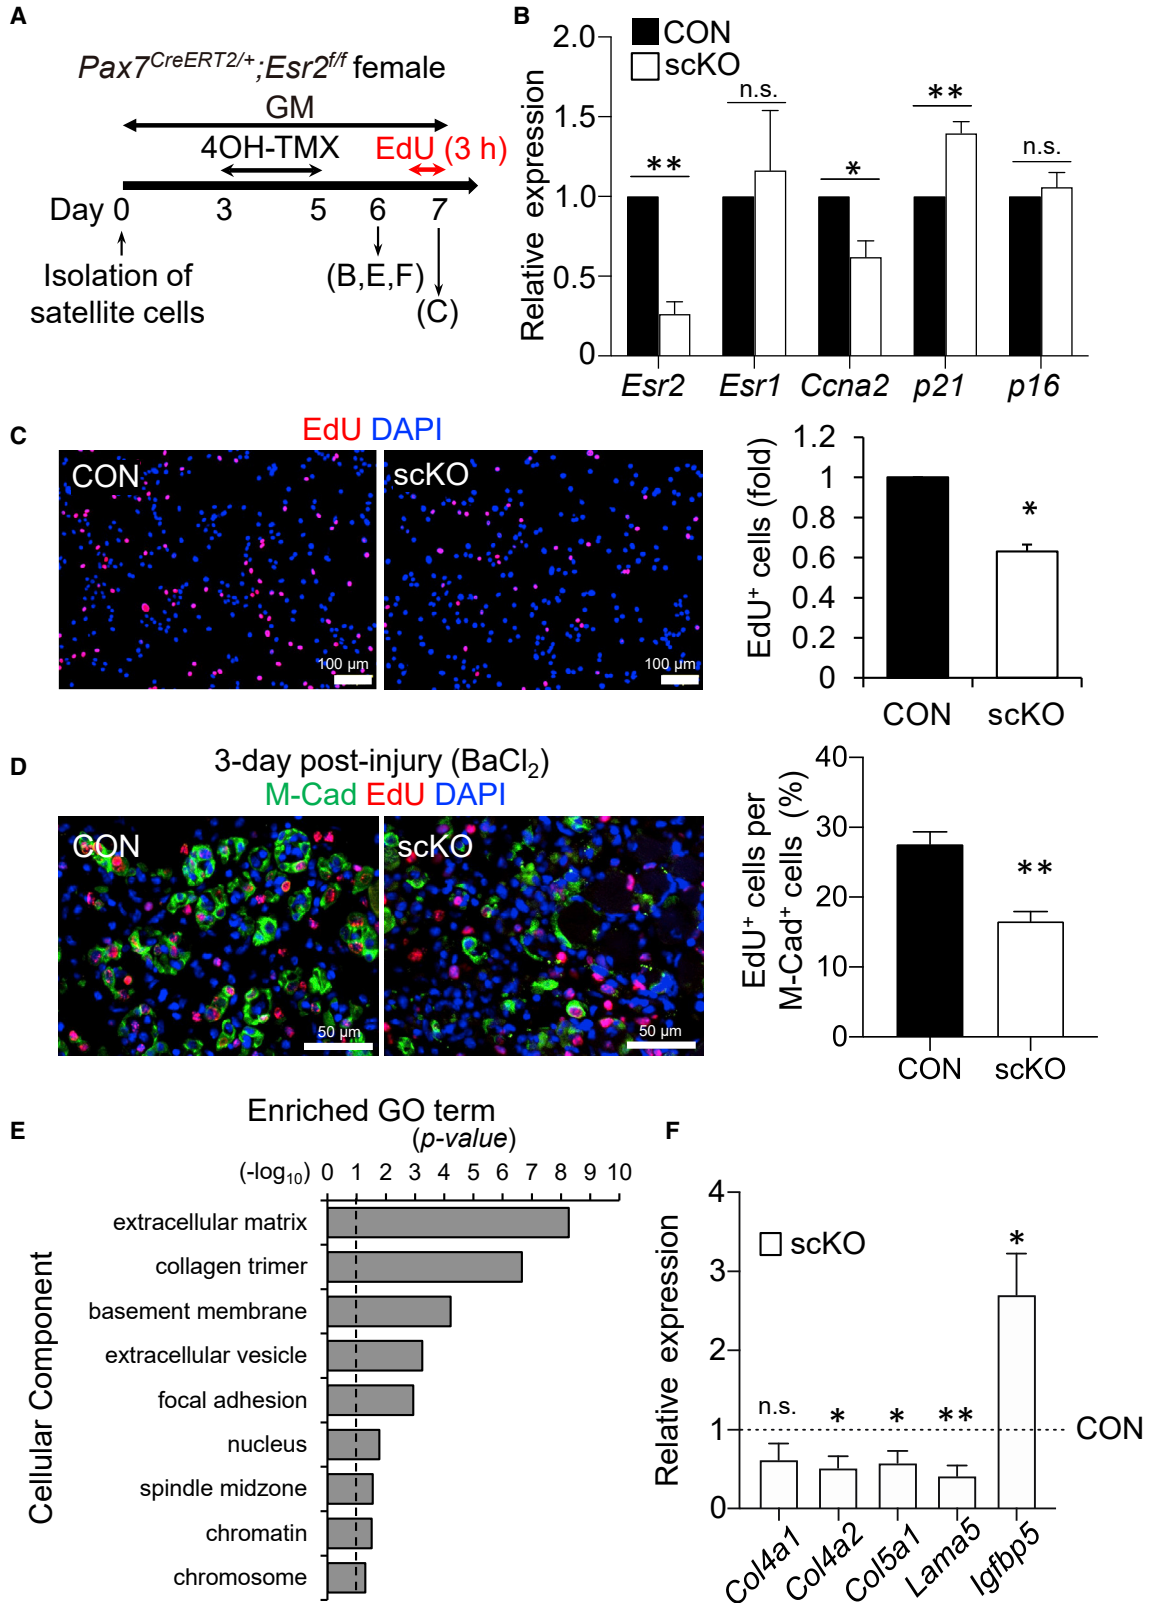 A
Pax7CreERT2/+;Esr2f/f female
GM
4OH-TMX
EdU (3 h)
Day 0 3 5 6 7
Isolation of
satellite cells
(B,E,F)
(C)
B
CON
scKO
Relative expression
2.0
1.5
1.0
0.5
0
** n.s. * ** n.s.
Esr2 Esr1 Ccna2 p21 p16
C
EdU DAPI
CON
100 µm
scKO
100 µm
EdU+ cells (fold)
1.2
1
0.8
0.6
0.4
0.2
0
*
CON scKO
D
3-day post-injury (BaCl2)
M-Cad EdU DAPI
CON
50 µm
scKO
50 µm
EdU+ cells per
M-Cad+ cells (%)
40
30
20
10
0
**
CON scKO
E
Enriched GO term
(p-value)
(-log10) 0 1 2 3 4 5 6 7 8 9 10
Cellular Component
extracellular matrix
collagen trimer
basement membrane
extracellular vesicle
focal adhesion
nucleus
spindle midzone
chromatin
chromosome
F
Relative expression
4
3
2
1
0
scKO
n.s. * * ** *
CON
Col4a1 Col4a2 Col5a1 Lama5 Igfbp5